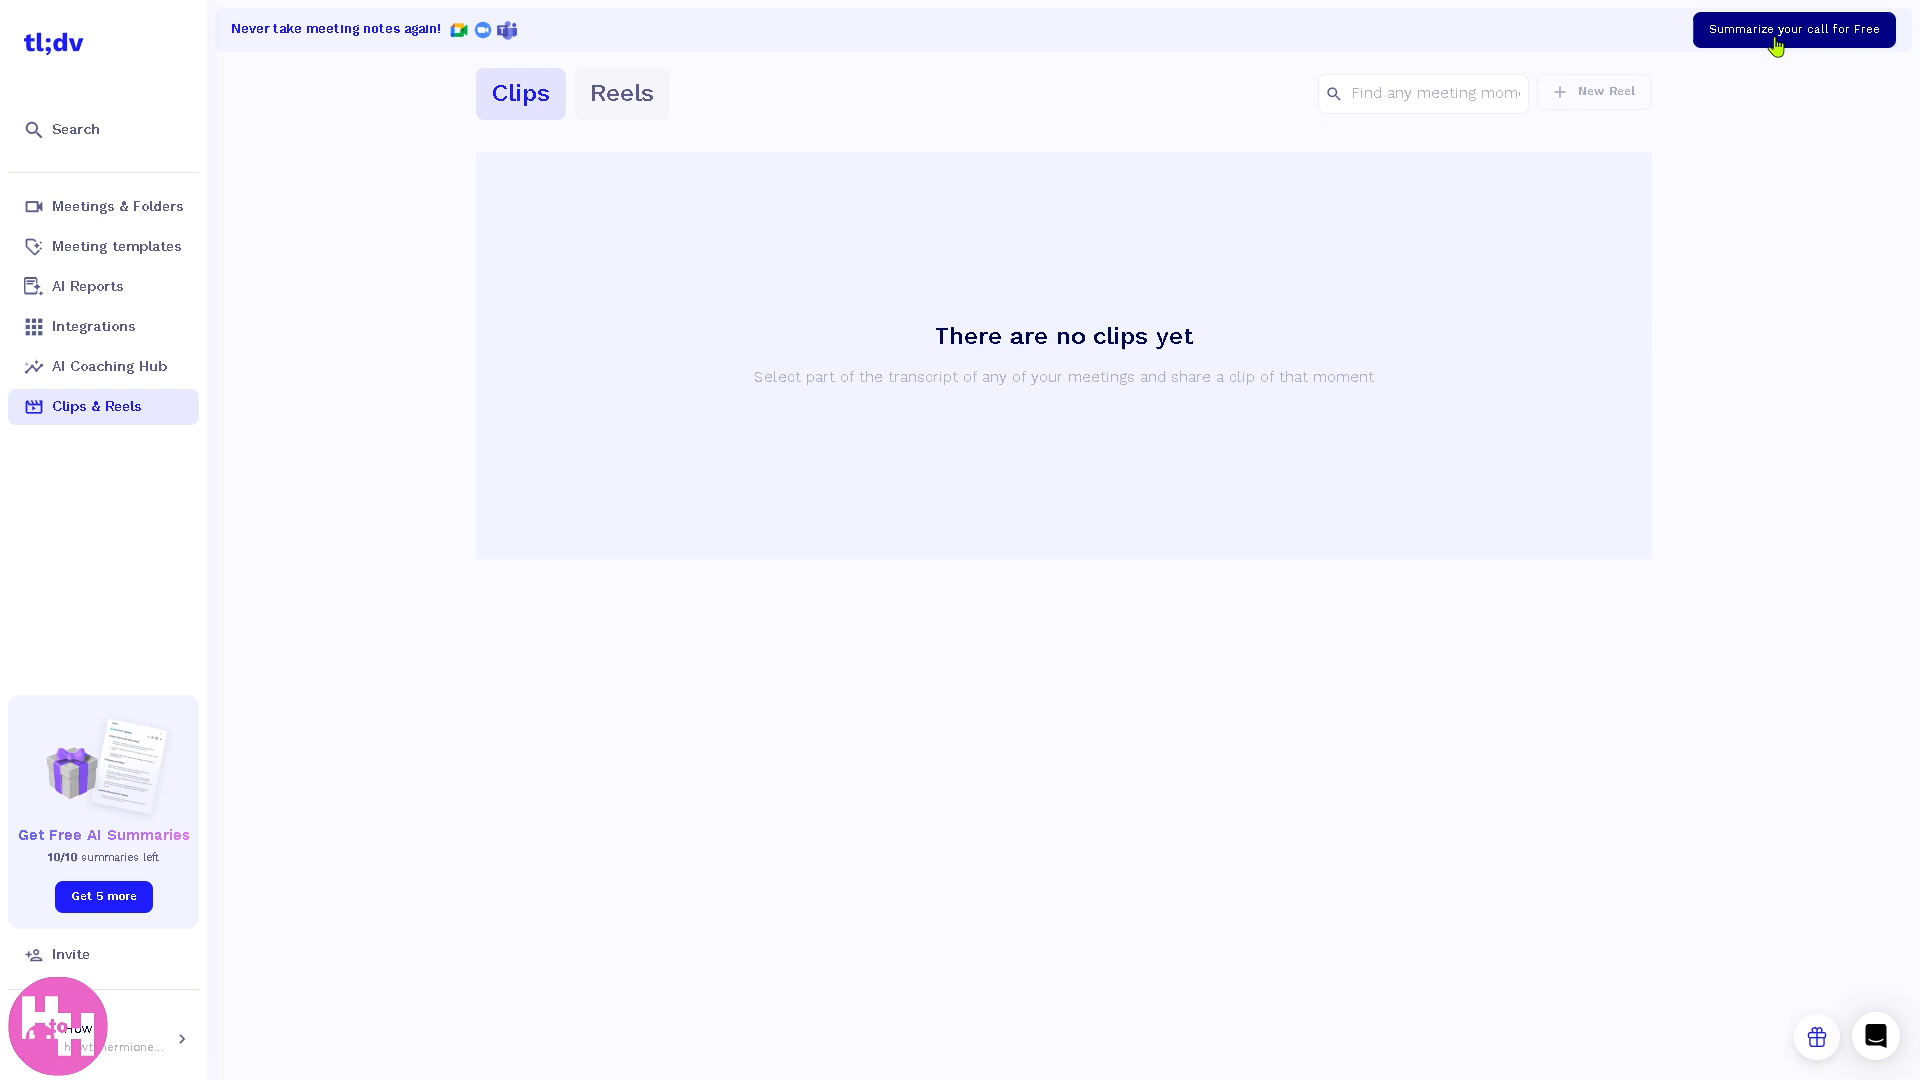 tl;dv
Never take meeting notes again!
Summarize your call for Free
Search
Meetings & Folders
Meeting templates
AI Reports
Integrations
AI Coaching Hub
Clips & Reels
Clips
Reels
Find any meeting mom
New Reel
There are no clips yet
Select part of the transcript of any of your meetings and share a clip of that moment
Get Free AI Summaries
10/10 summaries left
Get 5 more
Invite
H
to
H
How